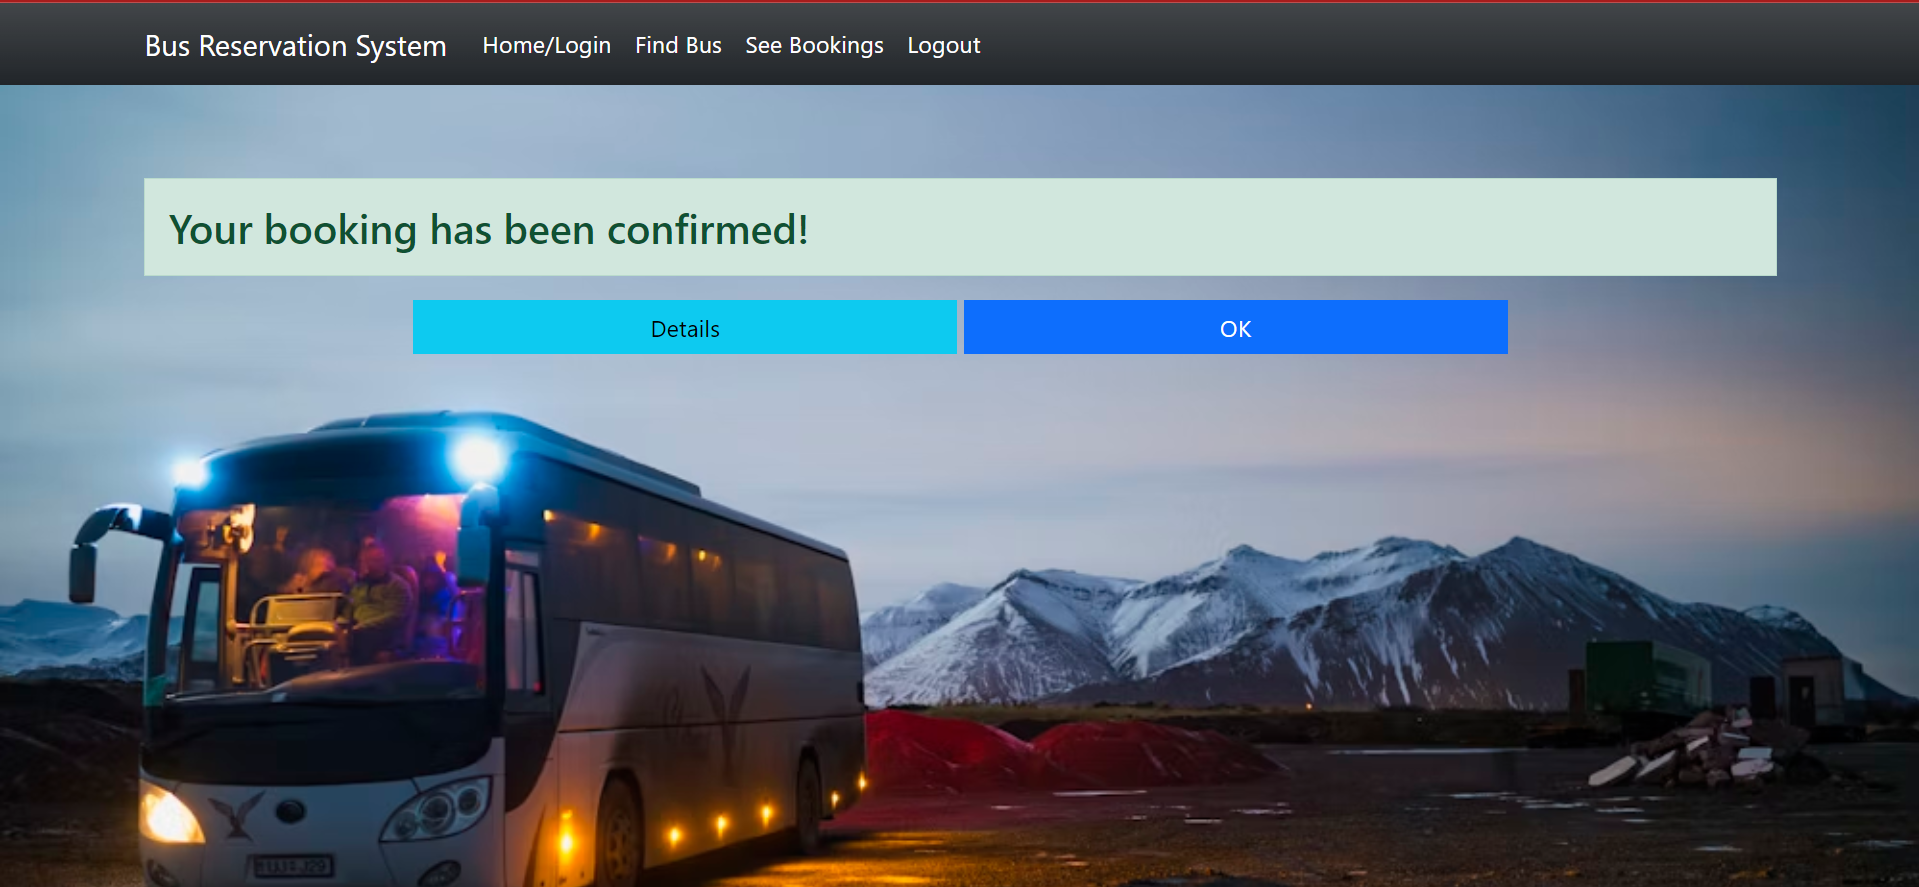 Bus Reservation System Home/Login Find Bus See Bookings Logout
Your booking has been confirmed!
Details OK